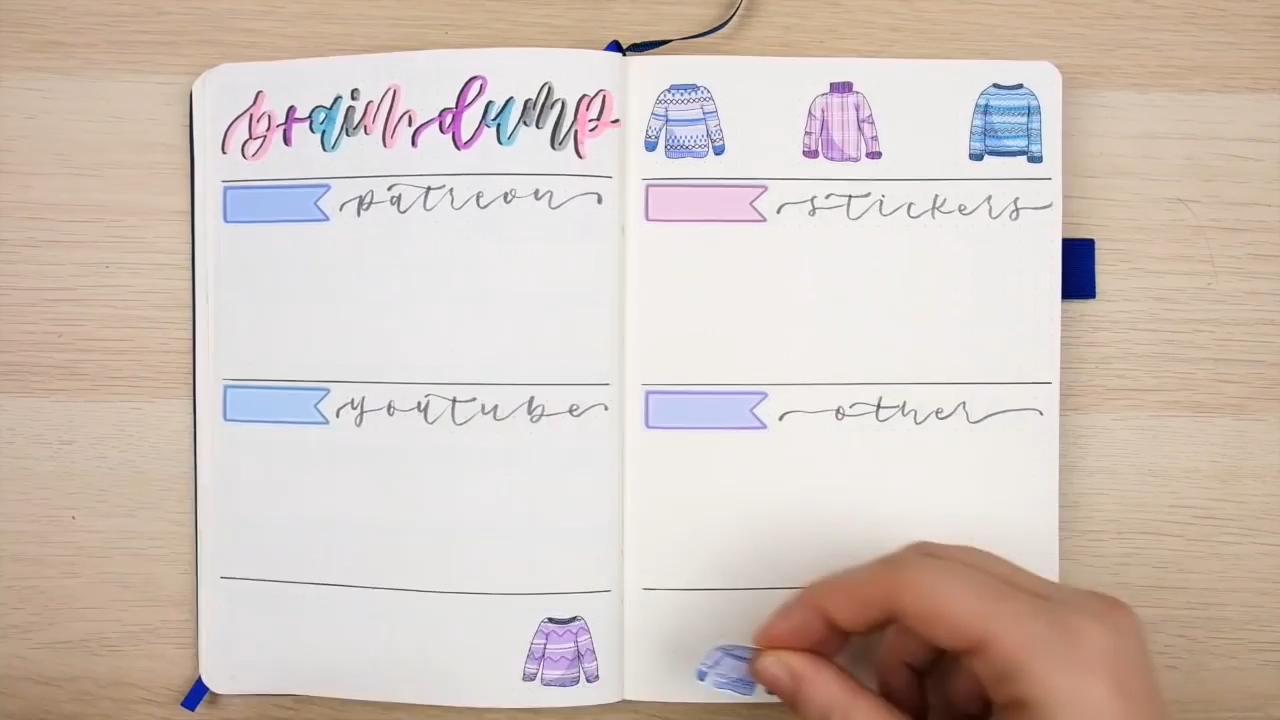 brain dump
patreon
youtube
stickers
other